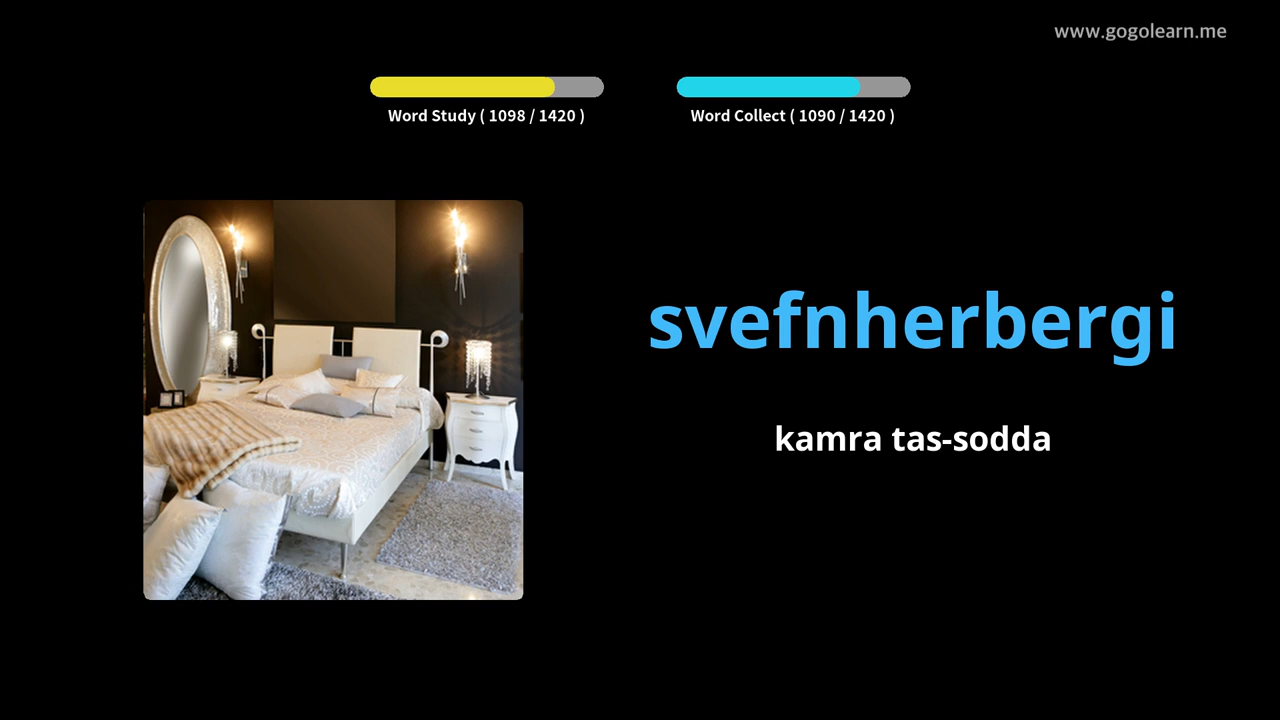 www.gogolearn.me
Word Study ( 1098 / 1420 )
Word Collect ( 1090 / 1420 )
svefnherbergi
kamra tas-sodda